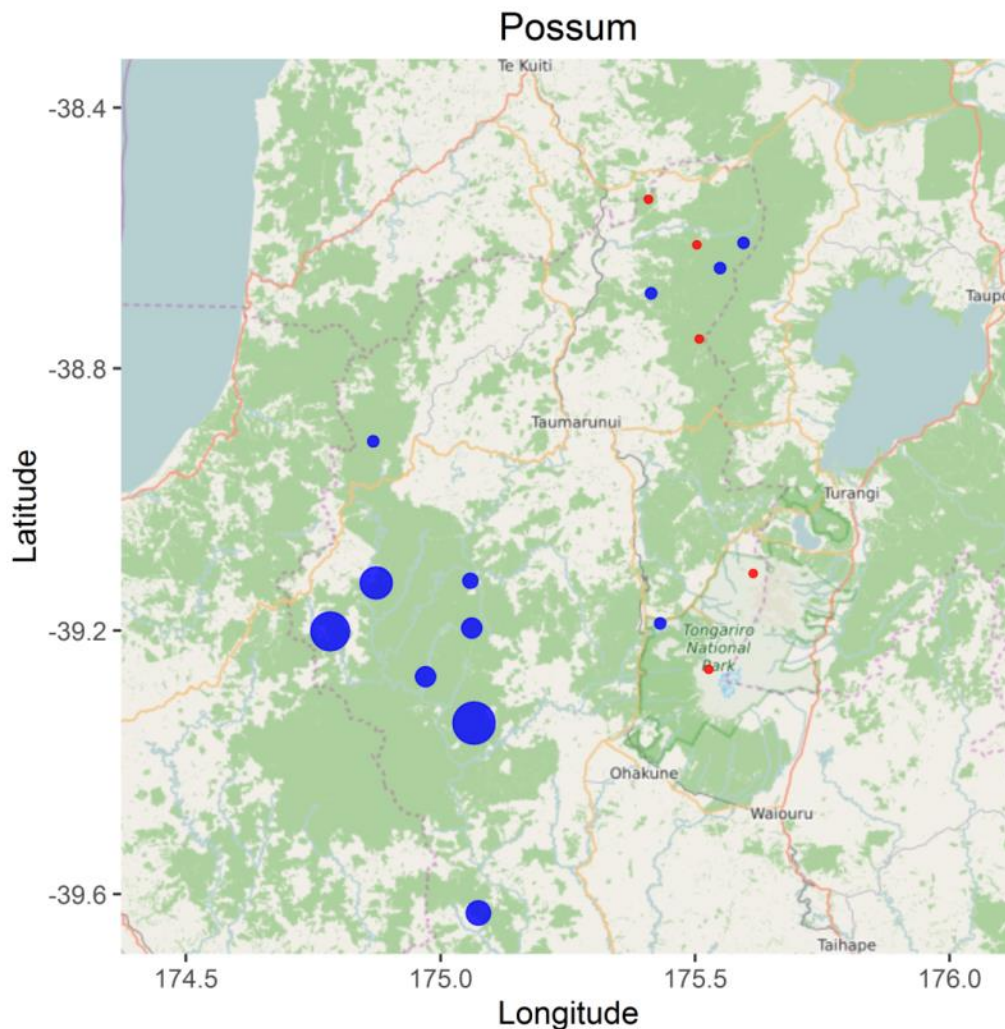 Possum
Te Kuiti
-38.4
Taupo
-38.8
Taumarunui
Latitude
Turangi
-39.2
Tongariro
National
Park
Ohakune
Waiouru
-39.6
Taihape
174.5
175.0
175.5
176.0
Longitude